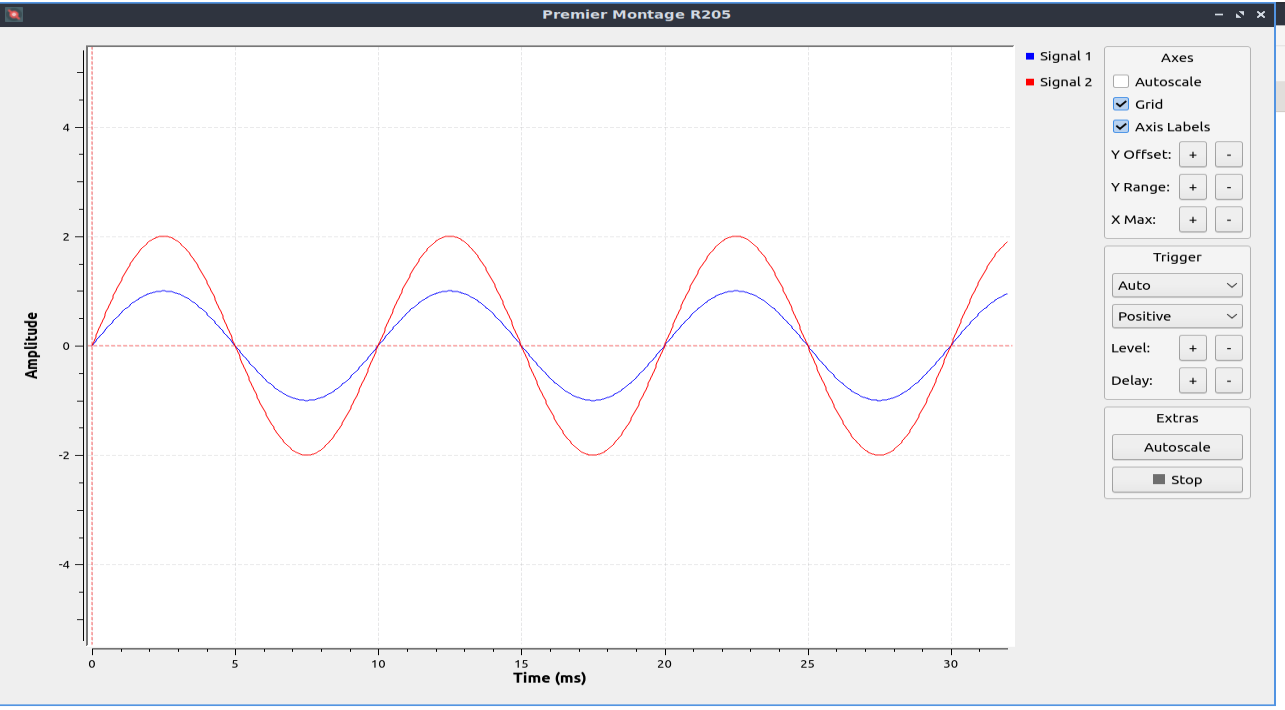 Premier Montage R205
Signal 1
Signal 2
4
2
0
-2
-4
Amplitude
0 5 10 15 20 25 30
Time (ms)
Axes
Autoscale
Grid
Axis Labels
Y Offset: + -
Y Range: + -
X Max: + -
Trigger
Auto
Positive
Level: + -
Delay: + -
Extras
Autoscale
Stop